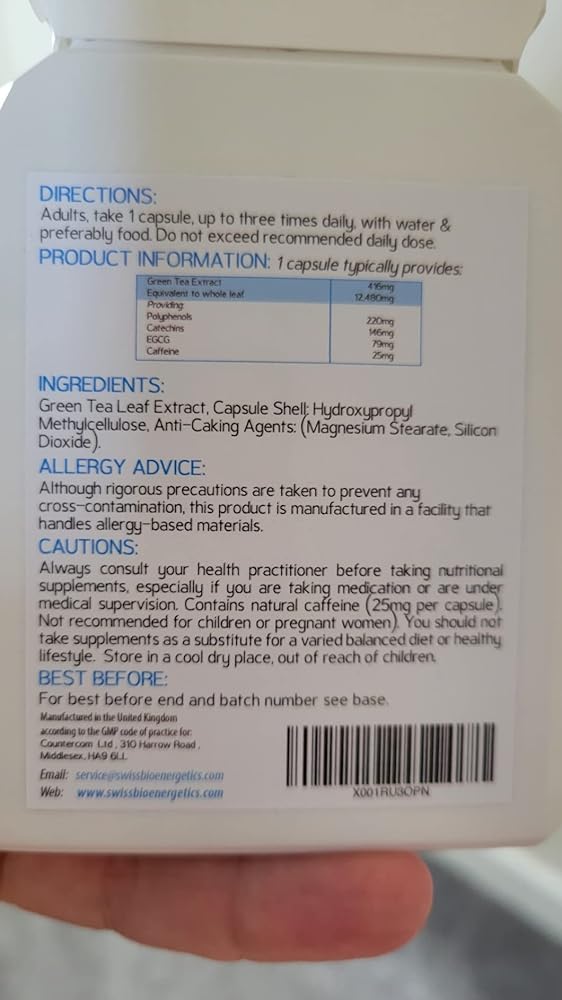 DIRECTIONS:
Adults, take 1 capsule, up to three times daily, with water &
preferably food. Do not exceed recommended daily dose.
PRODUCT INFORMATION: 1 capsule typically provides:
Green Tea Extract 416mg
Equivalent to whole leaf 12,480mg
Providing:
Polyphenols 220mg
Catechins 146mg
EGCG 79mg
Caffeine 25mg
INGREDIENTS:
Green Tea Leaf Extract, Capsule Shell: Hydroxypropyl
Methylcellulose, Anti-Caking Agents: (Magnesium Stearate, Silicon
Dioxide).
ALLERGY ADVICE:
Although rigorous precautions are taken to prevent any
cross-contamination, this product is manufactured in a facility that
handles allergy-based materials.
CAUTIONS:
Always consult your health practitioner before taking nutritional
supplements, especially if you are taking medication or are under
medical supervision. Contains natural caffeine (25mg per capsule).
Not recommended for children or pregnant women). You should not
take supplements as a substitute for a varied balanced diet or healthy
lifestyle. Store in a cool dry place, out of reach of children.
BEST BEFORE:
For best before end and batch number see base.
Manufactured in the United Kingdom
according to the GMP code of practice for:
Countercom Ltd, 310 Harrow Road,
Middlesex, HA9 6LL
Email: service@swissbioenergetics.com
Web: www.swissbioenergetics.com
X001RU3OPN